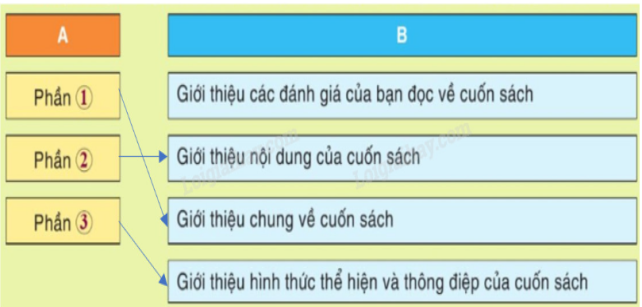 A
B
Phần 1
Giới thiệu các đánh giá của bạn đọc về cuốn sách
Phần 2
Giới thiệu nội dung của cuốn sách
Phần 3
Giới thiệu chung về cuốn sách
Giới thiệu hình thức thể hiện và thông điệp của cuốn sách